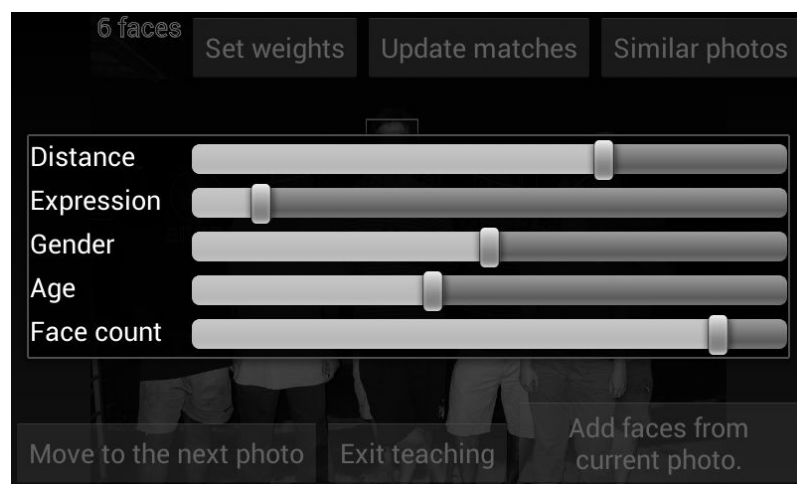 6 faces
Set weights
Update matches
Similar photos
Distance
Expression
Gender
Age
Face count
Move to the next photo
Exit teaching
Add faces from
current photo.